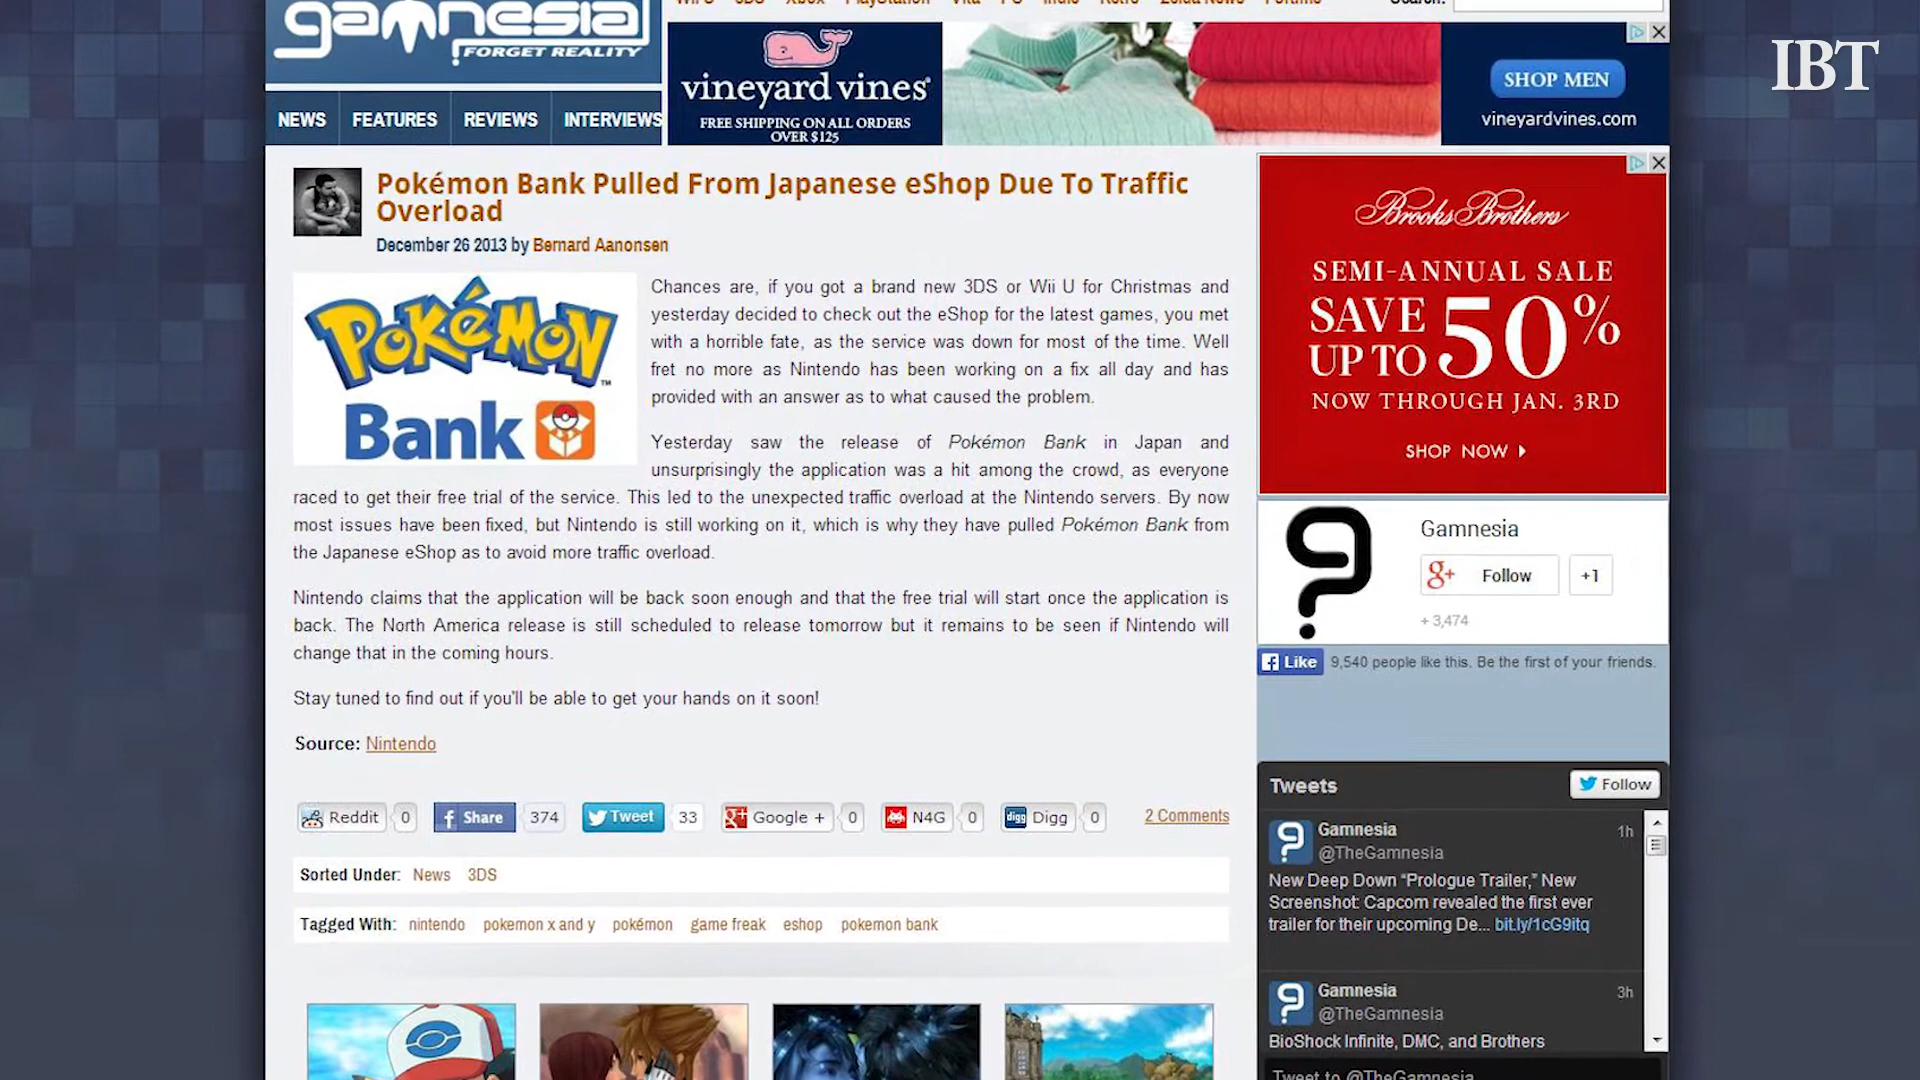 gamnesia
FORGET REALITY
Wii U 3DS Xbox PlayStation Vita PC Indie Retro Zelda News Forums Search:
IBT
NEWS FEATURES REVIEWS INTERVIEWS
vineyard vines®
FREE SHIPPING ON ALL ORDERS
OVER $125
SHOP MEN
vineyardvines.com
Pokémon Bank Pulled From Japanese eShop Due To Traffic
Overload
December 26 2013 by Bernard Aanonsen
POKéMON™
Bank
Chances are, if you got a brand new 3DS or Wii U for Christmas and
yesterday decided to check out the eShop for the latest games, you met
with a horrible fate, as the service was down for most of the time. Well
fret no more as Nintendo has been working on a fix all day and has
provided with an answer as to what caused the problem.
Yesterday saw the release of Pokémon Bank in Japan and
unsurprisingly the application was a hit among the crowd, as everyone
raced to get their free trial of the service. This led to the unexpected traffic overload at the Nintendo servers. By now
most issues have been fixed, but Nintendo is still working on it, which is why they have pulled Pokémon Bank from
the Japanese eShop as to avoid more traffic overload.
Nintendo claims that the application will be back soon enough and that the free trial will start once the application is
back. The North America release is still scheduled to release tomorrow but it remains to be seen if Nintendo will
change that in the coming hours.
Stay tuned to find out if you'll be able to get your hands on it soon!
Source: Nintendo
Reddit 0 f Share 374 Tweet 33 g+ Google + 0 N4G 0 digg Digg 0 2 Comments
Sorted Under: News 3DS
Tagged With: nintendo pokemon x and y pokémon game freak eshop pokemon bank
Brooks Brothers
SEMI-ANNUAL SALE
SAVE
UP TO 50%
NOW THROUGH JAN. 3RD
SHOP NOW
Gamnesia
g+ Follow +1
+ 3,474
f Like 9,540 people like this. Be the first of your friends.
Tweets Follow
Gamnesia 1h
@TheGamnesia
New Deep Down “Prologue Trailer,” New
Screenshot: Capcom revealed the first ever
trailer for their upcoming De... bit.ly/1cG9itq
Gamnesia 3h
@TheGamnesia
BioShock Infinite, DMC, and Brothers
Tweet to @TheGamnesia